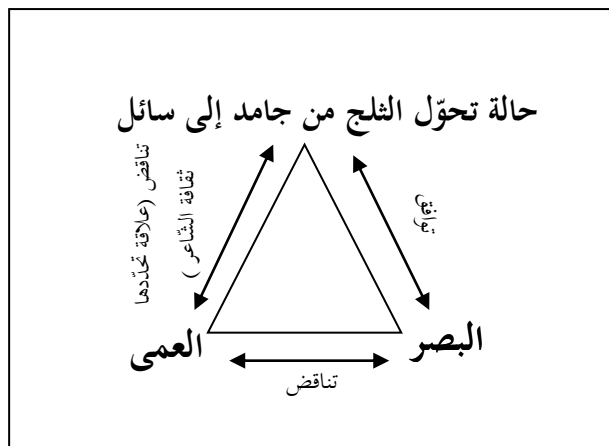 حالة تحوّل الثلج من جامد إلى سائل
توافق
تناقض (علاقة تحدّدها
ثقافة الشّاعر )
البصر
العمى
تناقض